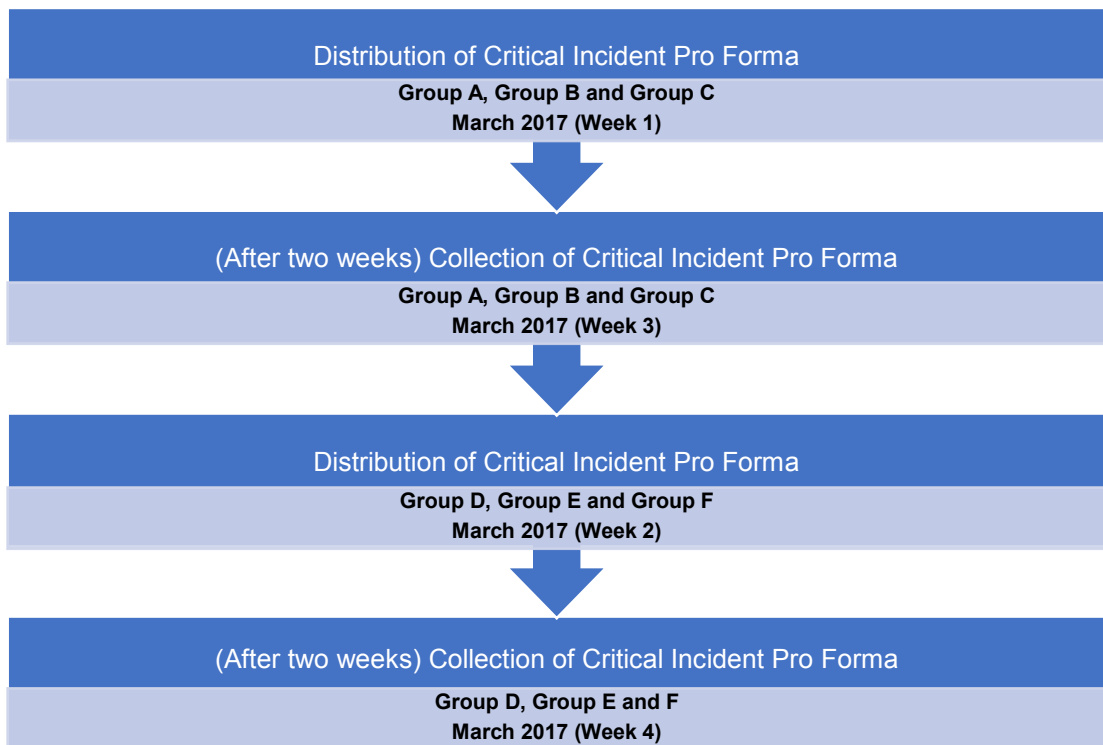 Distribution of Critical Incident Pro Forma
Group A, Group B and Group C
March 2017 (Week 1)
(After two weeks) Collection of Critical Incident Pro Forma
Group A, Group B and Group C
March 2017 (Week 3)
Distribution of Critical Incident Pro Forma
Group D, Group E and Group F
March 2017 (Week 2)
(After two weeks) Collection of Critical Incident Pro Forma
Group D, Group E and F
March 2017 (Week 4)